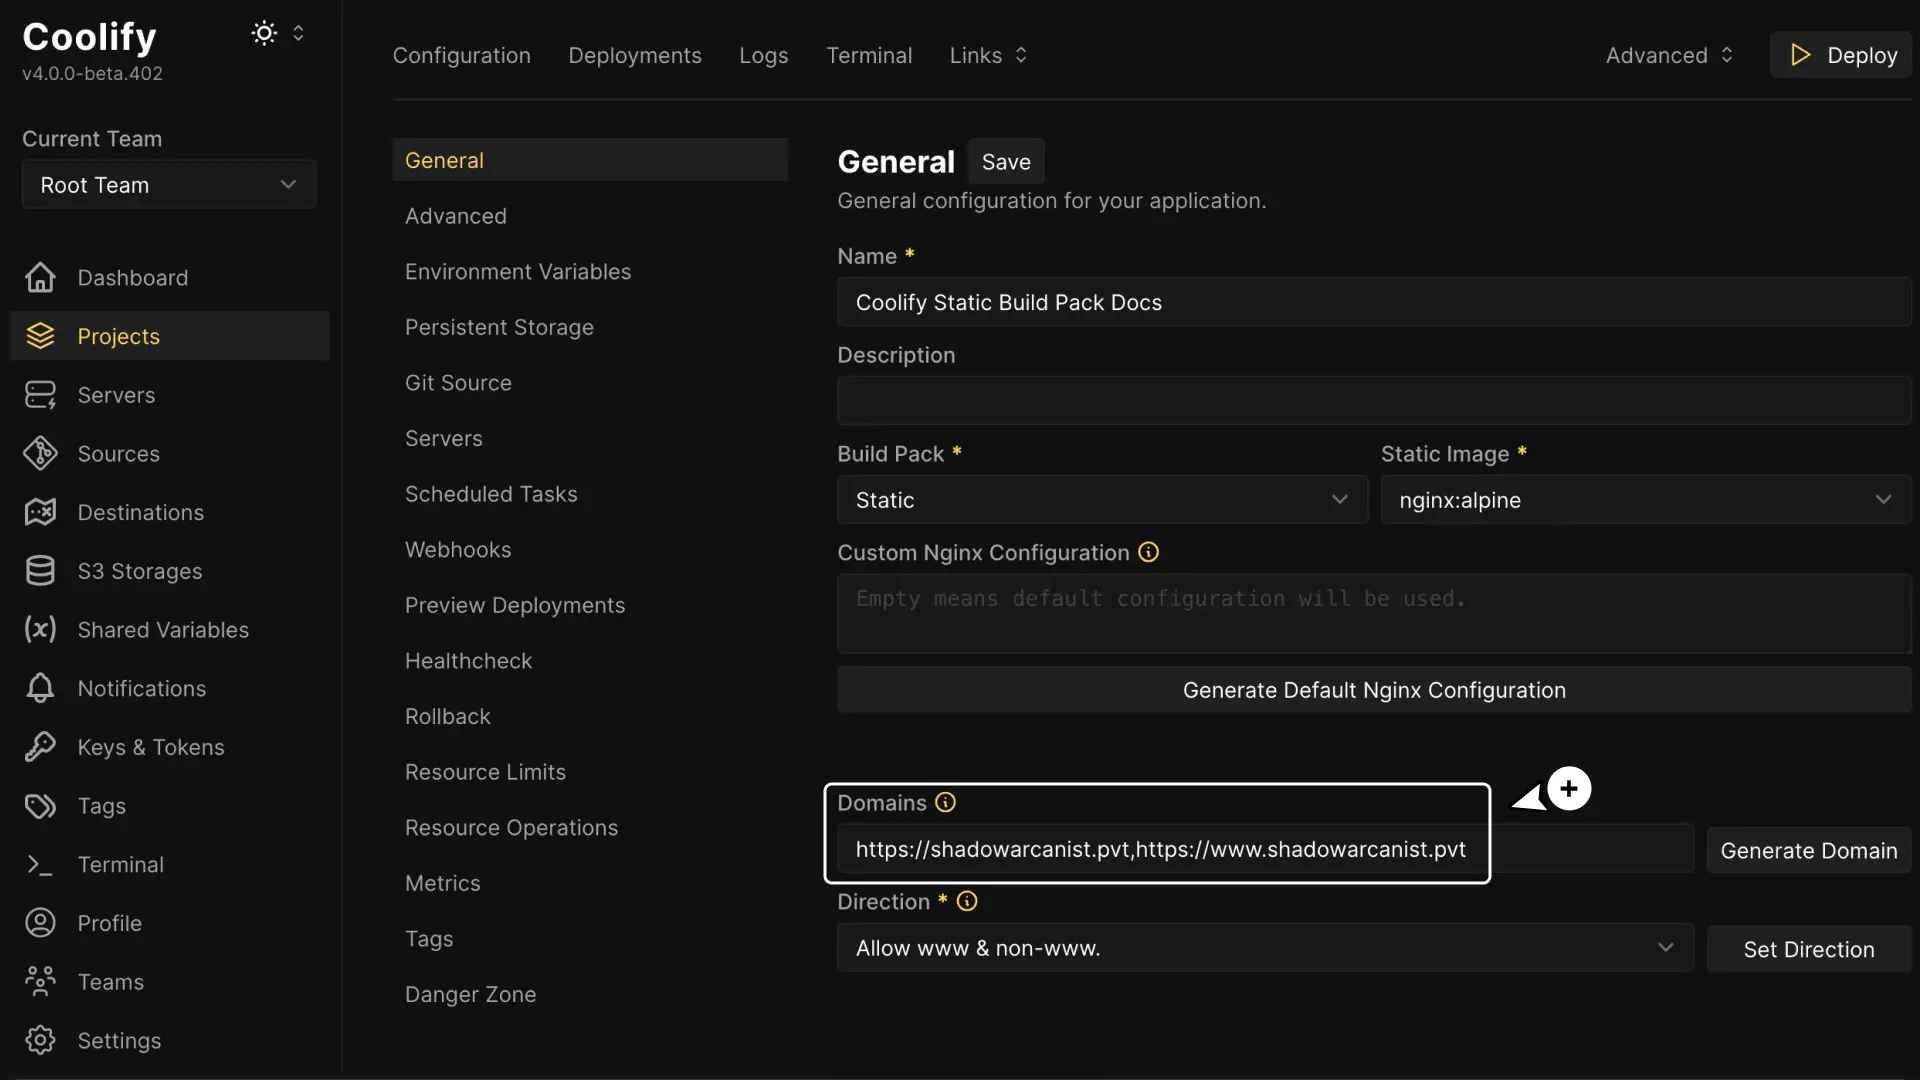 Coolify
v4.0.0-beta.402
Current Team
Root Team
Dashboard
Projects
Servers
Sources
Destinations
S3 Storages
Shared Variables
Notifications
Keys & Tokens
Tags
Terminal
Profile
Teams
Settings
Configuration Deployments Logs Terminal Links Advanced Deploy
General
Advanced
Environment Variables
Persistent Storage
Git Source
Servers
Scheduled Tasks
Webhooks
Preview Deployments
Healthcheck
Rollback
Resource Limits
Resource Operations
Metrics
Tags
Danger Zone
General Save
General configuration for your application.
Name *
Coolify Static Build Pack Docs
Description
Build Pack * Static Image *
Static nginx:alpine
Custom Nginx Configuration
Empty means default configuration will be used.
Generate Default Nginx Configuration
Domains
https://shadowarcanist.pvt,https://www.shadowarcanist.pvt Generate Domain
Direction *
Allow www & non-www. Set Direction